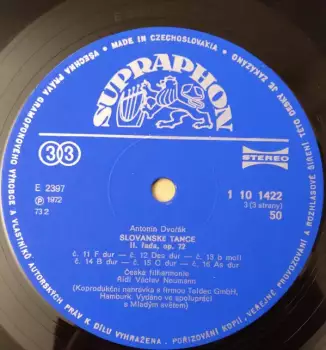 VŠECHNA PRÁVA GRAMOFONOVÉHO VÝROBCE A VLASTNÍKŮ AUTORSKÝCH PRÁV K DÍLU VYHRAŽENA. POŘIZOVÁNÍ KOPIÍ, VEŘEJNÉ PROVOZOVÁNÍ A ROZHLASOVÉ ŠÍŘENÍ TÉTO DESKY JE ZAKÁZÁNO
MADE IN CZECHOSLOVAKIA
SUPRAPHON
33
STEREO
E 2397
℗ 1972
73.2
1 10 1422
3 (3 strany)
50
Antonín Dvořák
SLOVANSKÉ TANCE
II. řada, op. 72
č. 11 F dur — č. 12 Des dur — č. 13 b moll
č. 14 B dur — č. 15 C dur — č. 16 As dur
Česká filharmonie
Řídí Václav Neumann
(Koprodukční nahrávka s firmou Teldec GmbH,
Hamburk. Vydáno ve spolupráci
s Mladým světem)